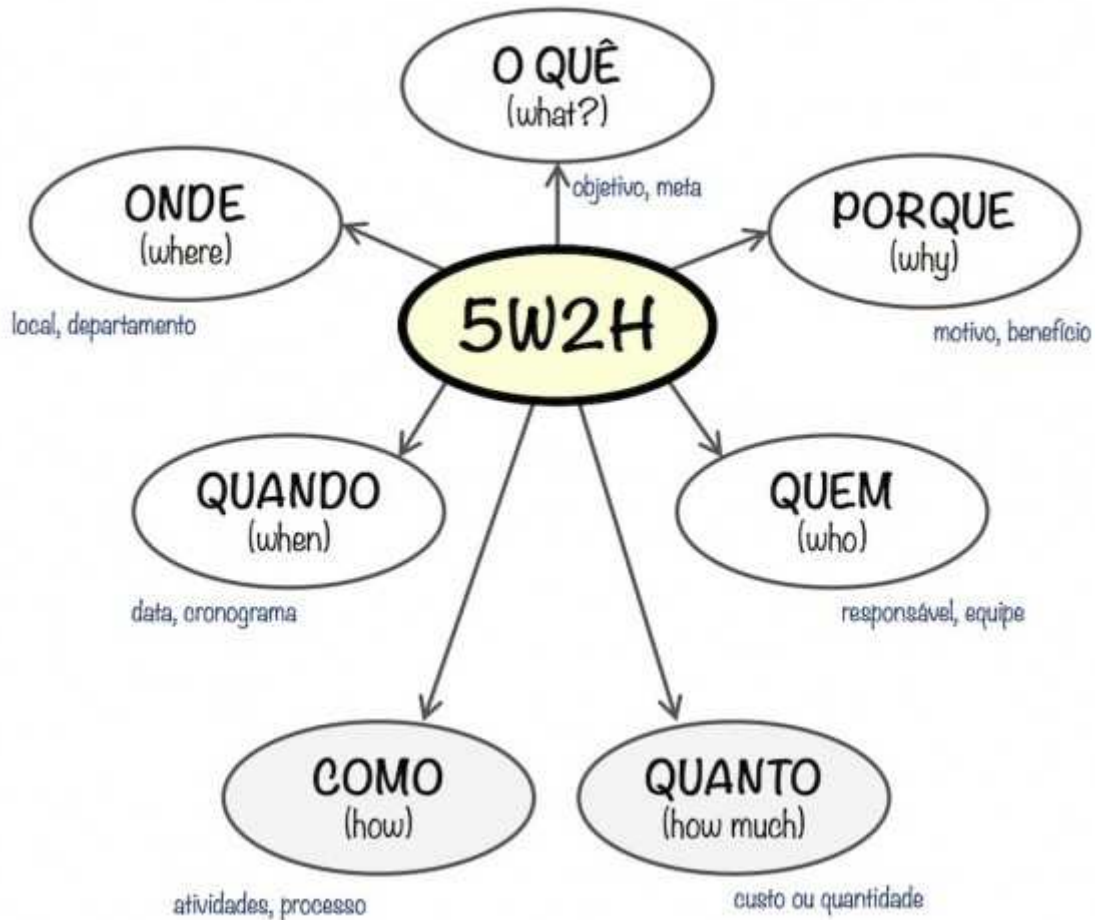 O QUÊ
(what?)
objetivo, meta
ONDE
(where)
local, departamento
PORQUE
(why)
motivo, benefício
5W2H
QUANDO
(when)
data, cronograma
QUEM
(who)
responsável, equipe
COMO
(how)
atividades, processo
QUANTO
(how much)
custo ou quantidade